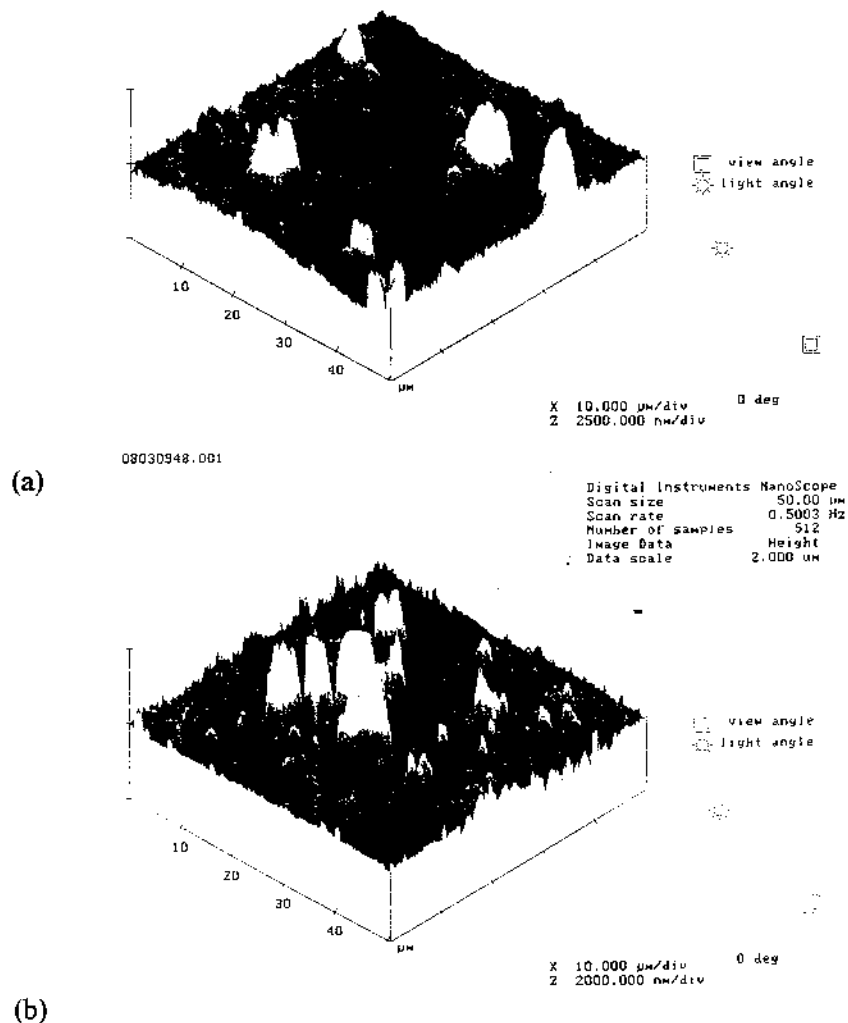 view angle
light angle
10
20
30
40
μm
X 10.000 μm/div
Z 2500.000 nm/div
0 deg
08030948.001
(a)
Digital Instruments NanoScope
Scan size 50.00 μm
Scan rate 0.5003 Hz
Number of samples 512
Image Data Height
Data scale 2.000 um
view angle
light angle
10
20
30
40
μm
X 10.000 μm/div
Z 2000.000 nm/div
0 deg
(b)